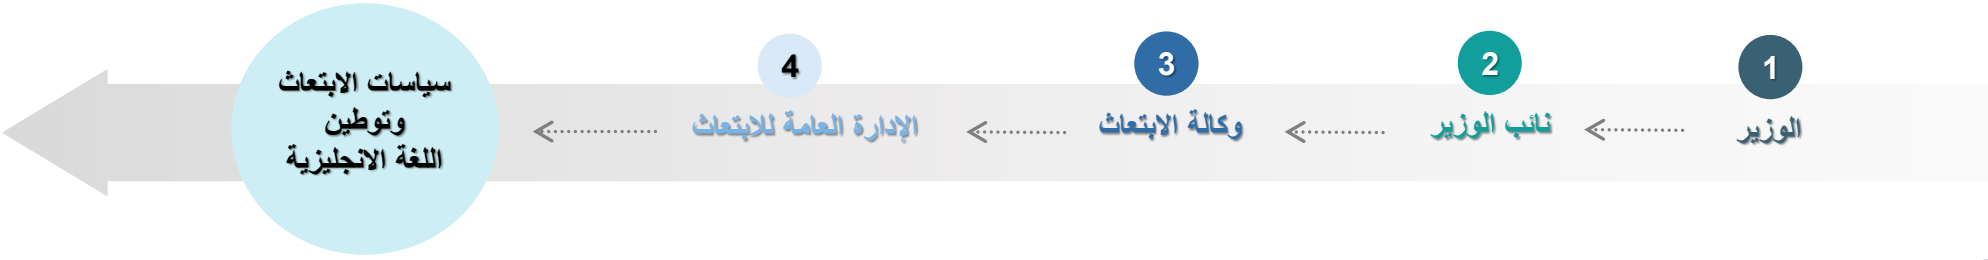 1
الوزير
2
نائب الوزير
3
وكالة الابتعاث
4
الإدارة العامة للابتعاث
سياسات الابتعاث
وتوطين
اللغة الانجليزية